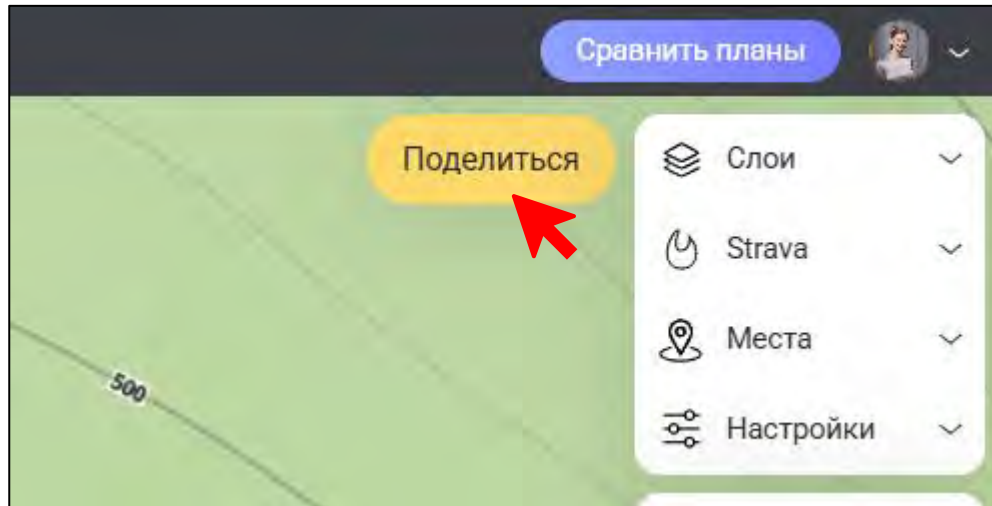 Сравнить планы
Поделиться
Слои
Strava
Места
Настройки
500